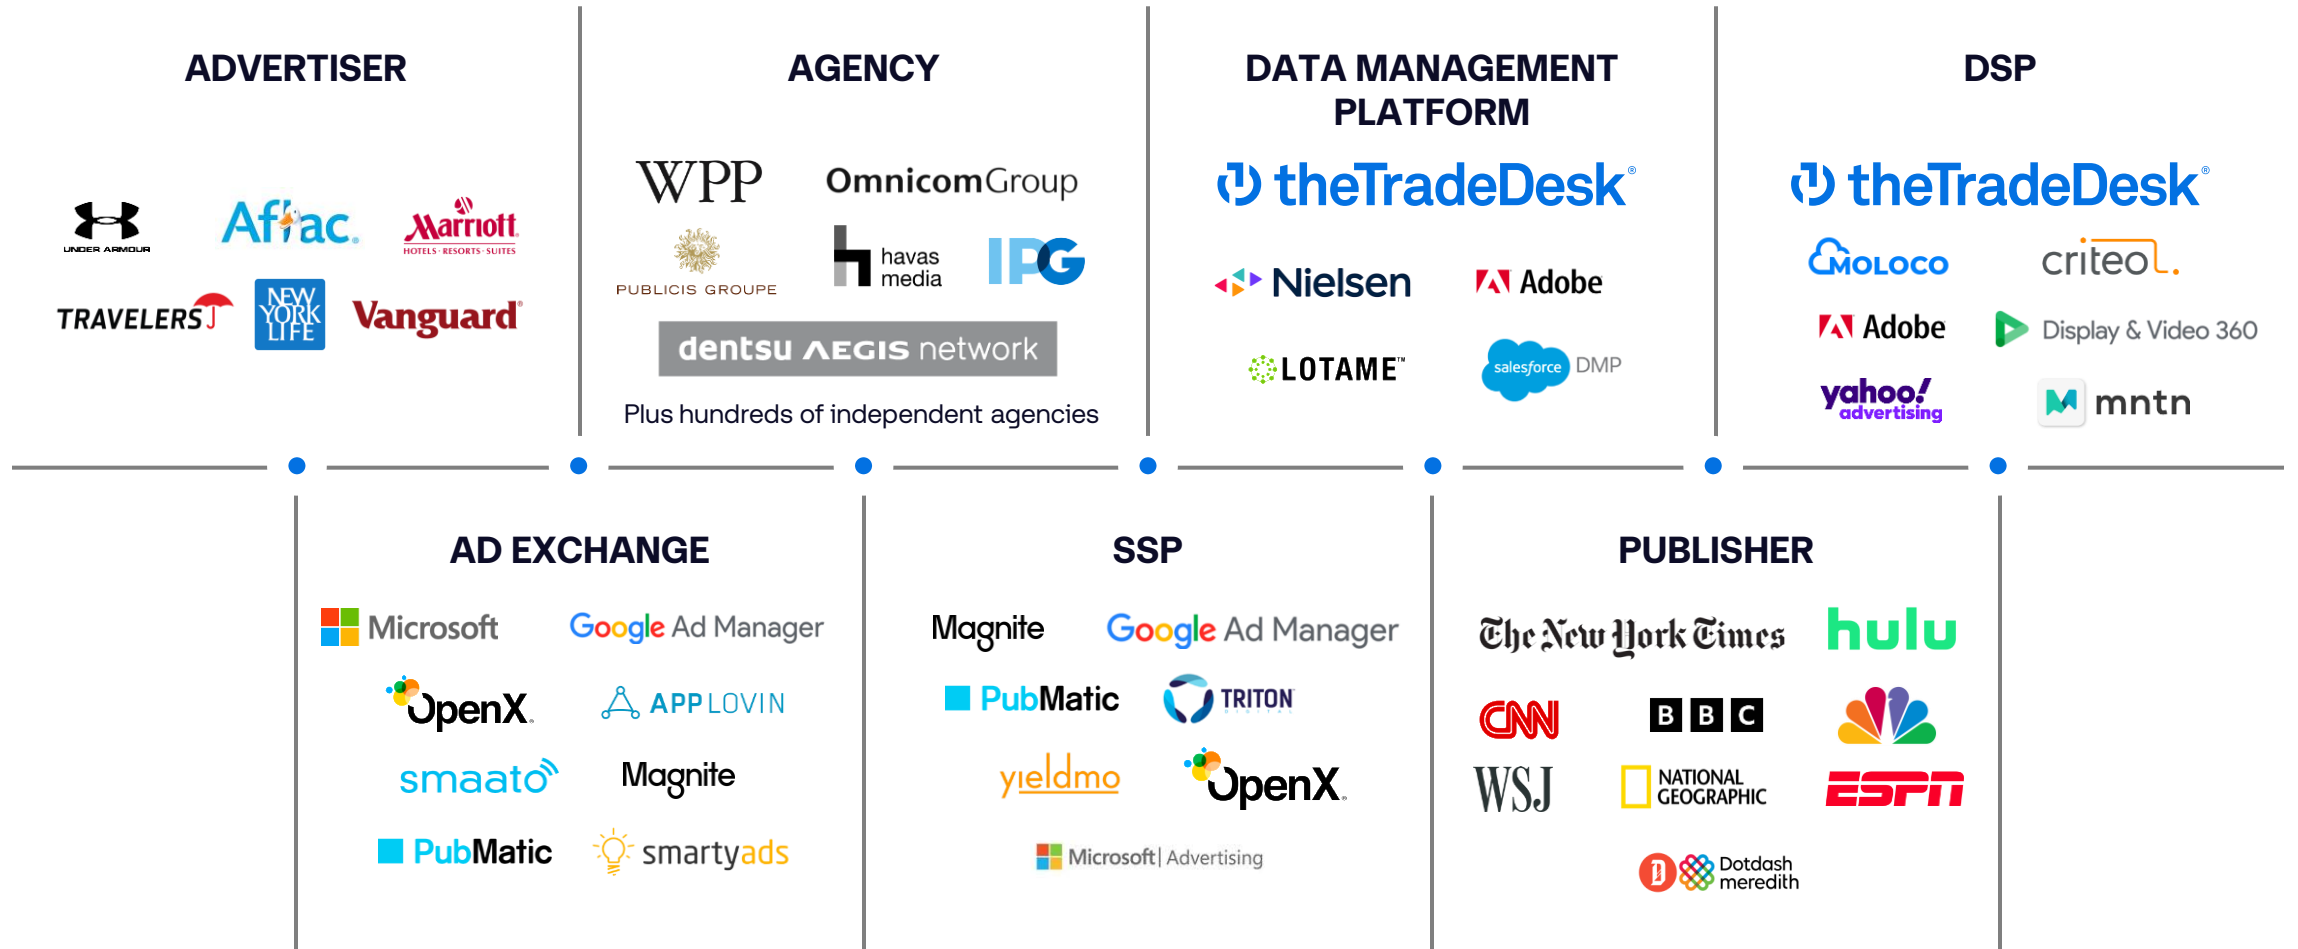 ADVERTISER
UNDER ARMOUR
Aflac.
Marriott
HOTELS · RESORTS · SUITES
TRAVELERS
NEW
YORK
LIFE
Vanguard®
AGENCY
WPP
OmnicomGroup
PUBLICIS GROUPE
havas
media
IPG
dentsu AEGIS network
Plus hundreds of independent agencies
DATA MANAGEMENT
PLATFORM
theTradeDesk®
Nielsen
Adobe
LOTAME™
salesforce DMP
DSP
theTradeDesk®
MOLOCO
criteo
Adobe
Display & Video 360
yahoo!
advertising
mntn
AD EXCHANGE
Microsoft
Google Ad Manager
OpenX
APPLOVIN
smaato
Magnite
PubMatic
smartyads
SSP
Magnite
Google Ad Manager
PubMatic
TRITON
DIGITAL
yieldmo
OpenX
Microsoft | Advertising
PUBLISHER
The New York Times
hulu
CNN
BBC
WSJ
NATIONAL
GEOGRAPHIC
ESPN
D
Dotdash
meredith